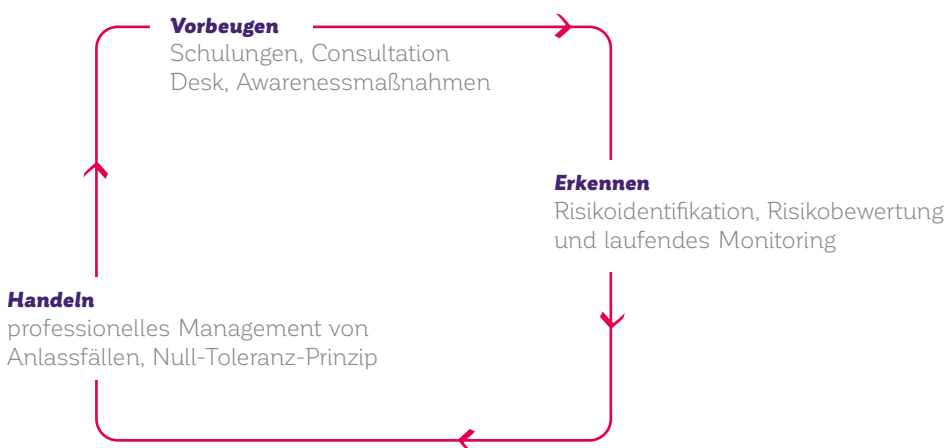 Vorbeugen
Schulungen, Consultation
Desk, Awarenessmaßnahmen
Erkennen
Risikoidentifikation, Risikobewertung
und laufendes Monitoring
Handeln
professionelles Management von
Anlassfällen, Null-Toleranz-Prinzip